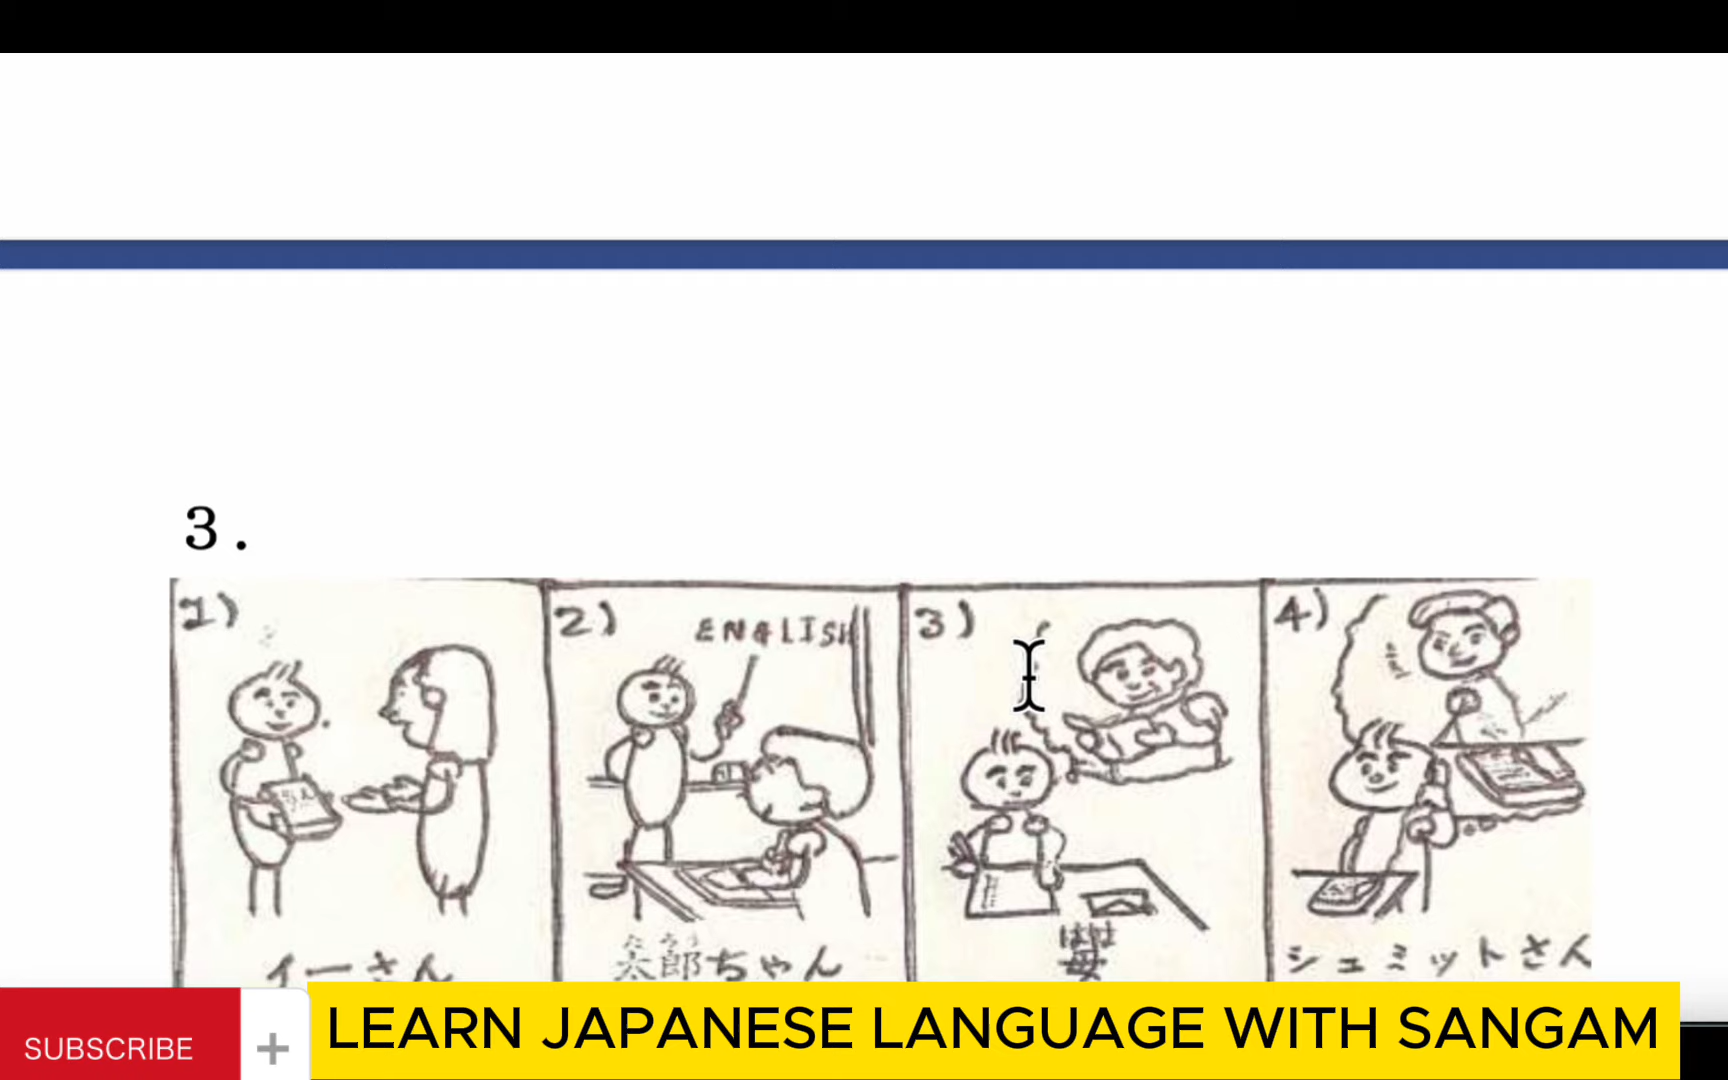 3.
1)
2)
ENGLISH
3)
4)
イーさん
たろう
太郎ちゃん
はは
母
シュミットさん
SUBSCRIBE +
LEARN JAPANESE LANGUAGE WITH SANGAM